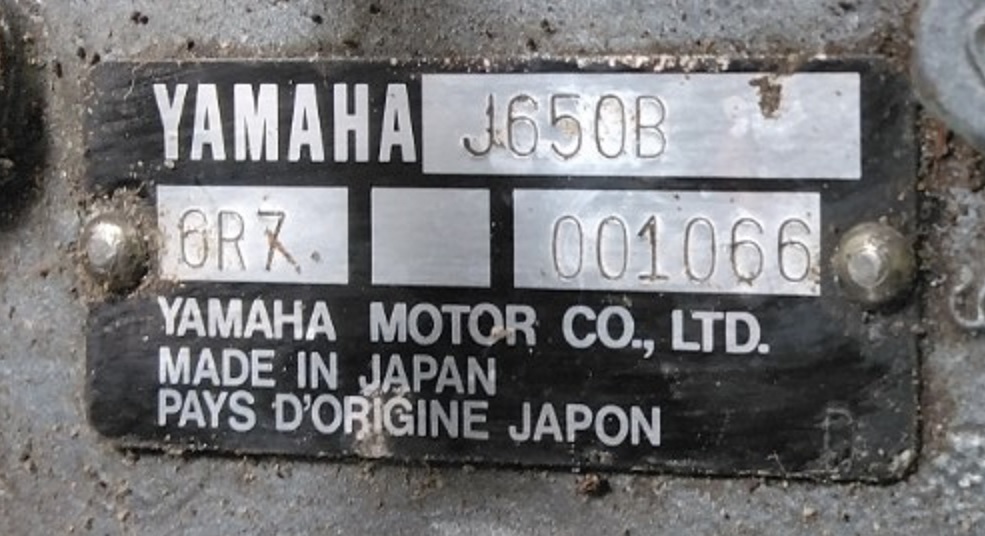 YAMAHA J650B
6R7 001066
YAMAHA MOTOR CO., LTD.
MADE IN JAPAN
PAYS D'ORIGINE JAPON